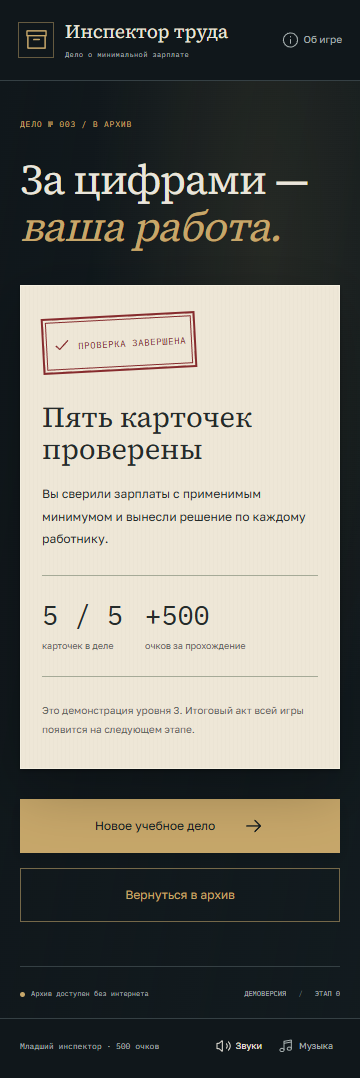 Инспектор труда
Дело о минимальной зарплате
Об игре
ДЕЛО № 003 / В АРХИВ
За цифрами —
ваша работа.
ПРОВЕРКА ЗАВЕРШЕНА
Пять карточек
проверены
Вы сверили зарплаты с применимым
минимумом и вынесли решение по каждому
работнику.
5 / 5 +500
карточек в деле очков за прохождение
Это демонстрация уровня 3. Итоговый акт всей игры
появится на следующем этапе.
Новое учебное дело
Вернуться в архив
Архив доступен без интернета
ДЕМОВЕРСИЯ / ЭТАП 0
Младший инспектор · 500 очков
Звуки
Музыка